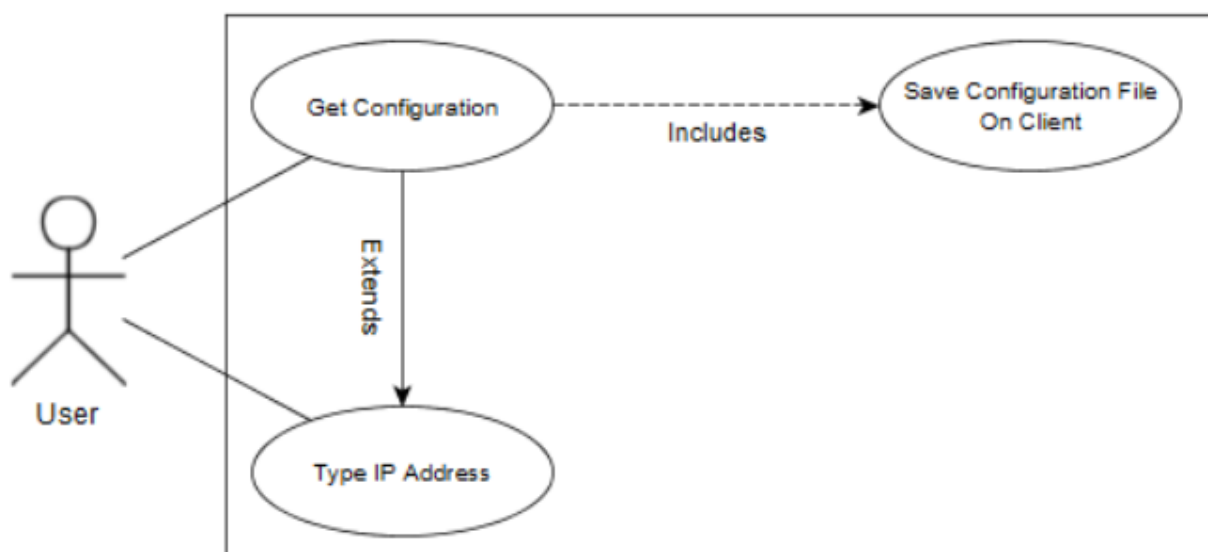 Get Configuration
Save Configuration File
On Client
Includes
Extends
User
Type IP Address